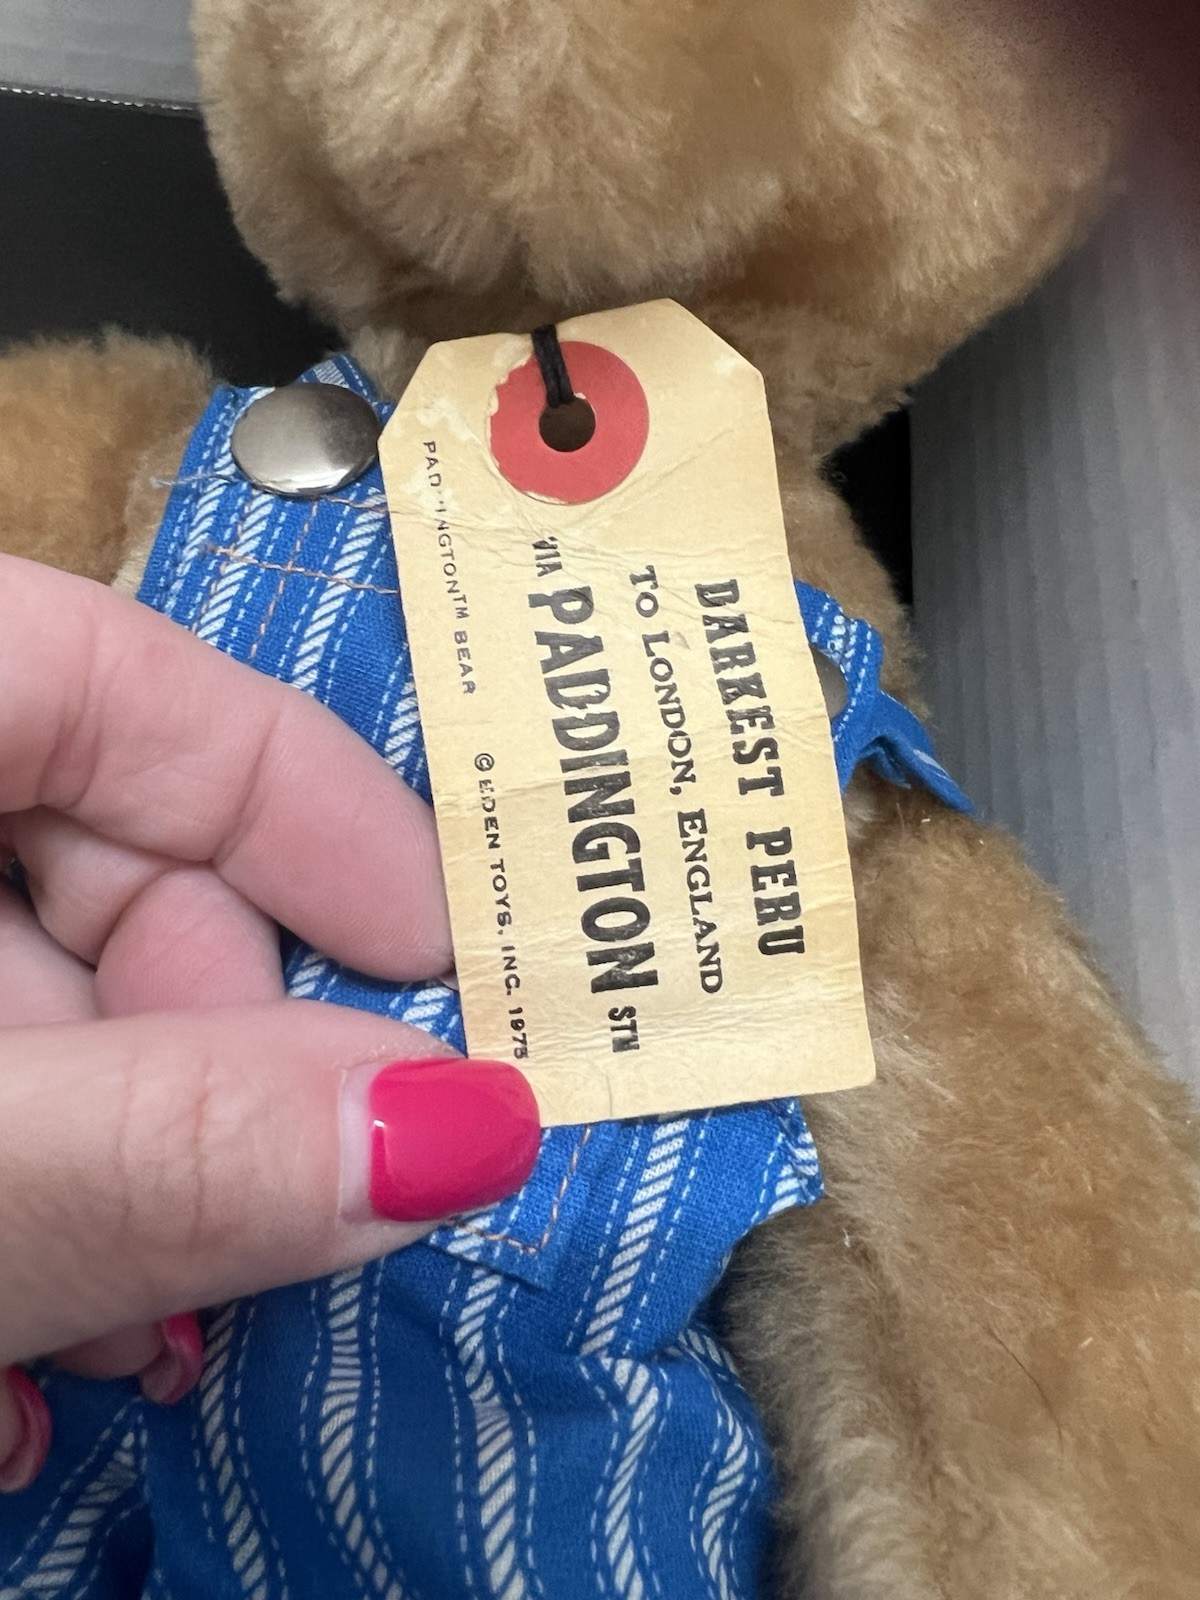 DARKEST PERU
TO LONDON, ENGLAND
VIA PADDINGTON STN
PADDINGTON™ BEAR © EDEN TOYS, INC. 1975